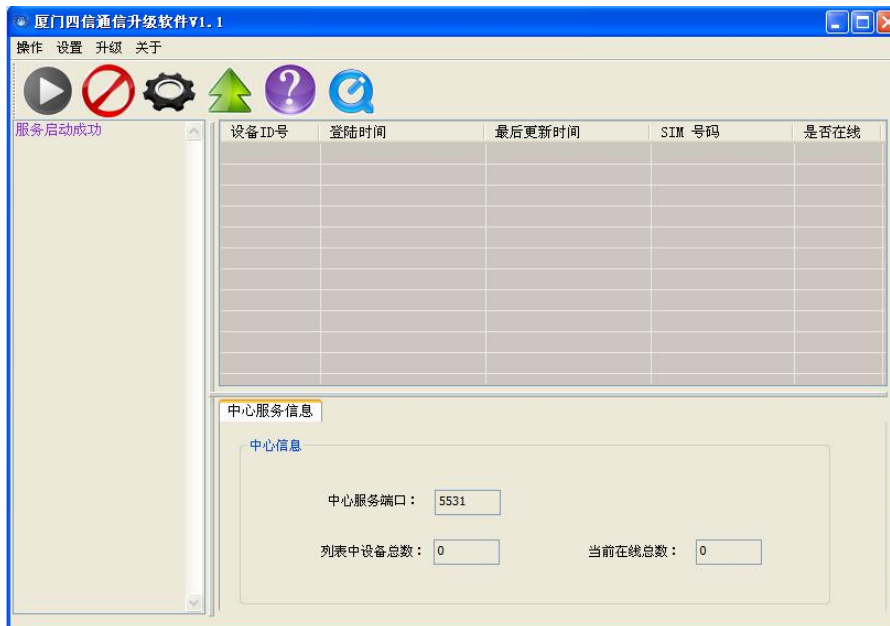 厦门四信通信升级软件V1.1
操作 设置 升级 关于
服务启动成功
设备ID号 登陆时间 最后更新时间 SIM 号码 是否在线
中心服务信息
中心信息
中心服务端口： 5531
列表中设备总数： 0 当前在线总数： 0